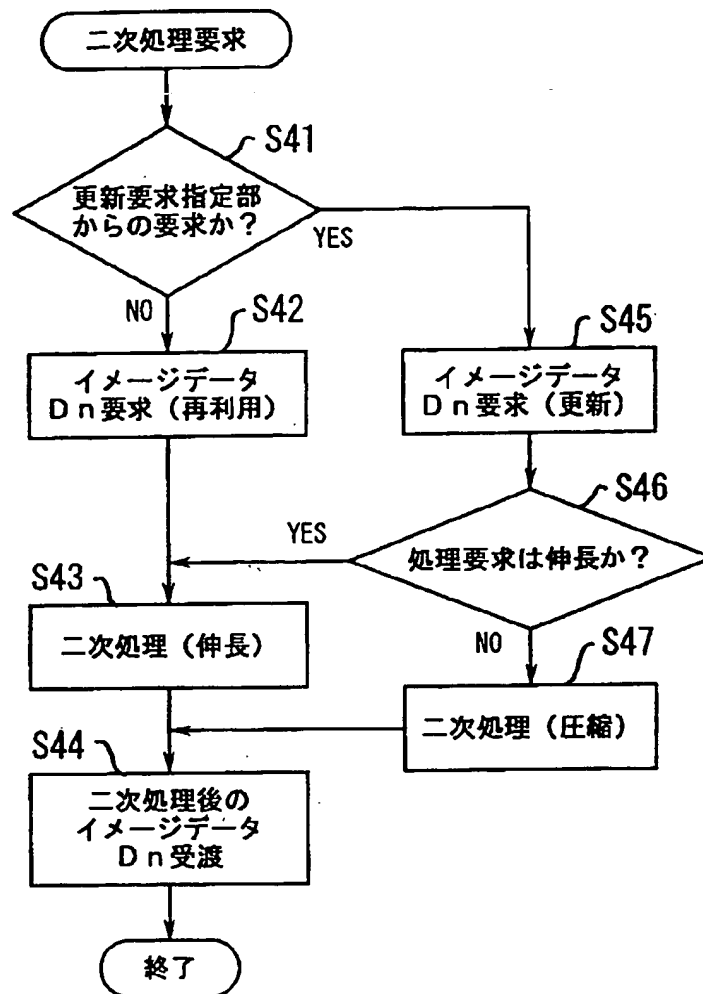 二次処理要求
S41
更新要求指定部
からの要求か？
YES
NO
S42
イメージデータ
Ｄｎ要求（再利用）
S45
イメージデータ
Ｄｎ要求（更新）
S46
処理要求は伸長か？
YES
NO
S43
二次処理（伸長）
S47
二次処理（圧縮）
S44
二次処理後の
イメージデータ
Ｄｎ受渡
終了